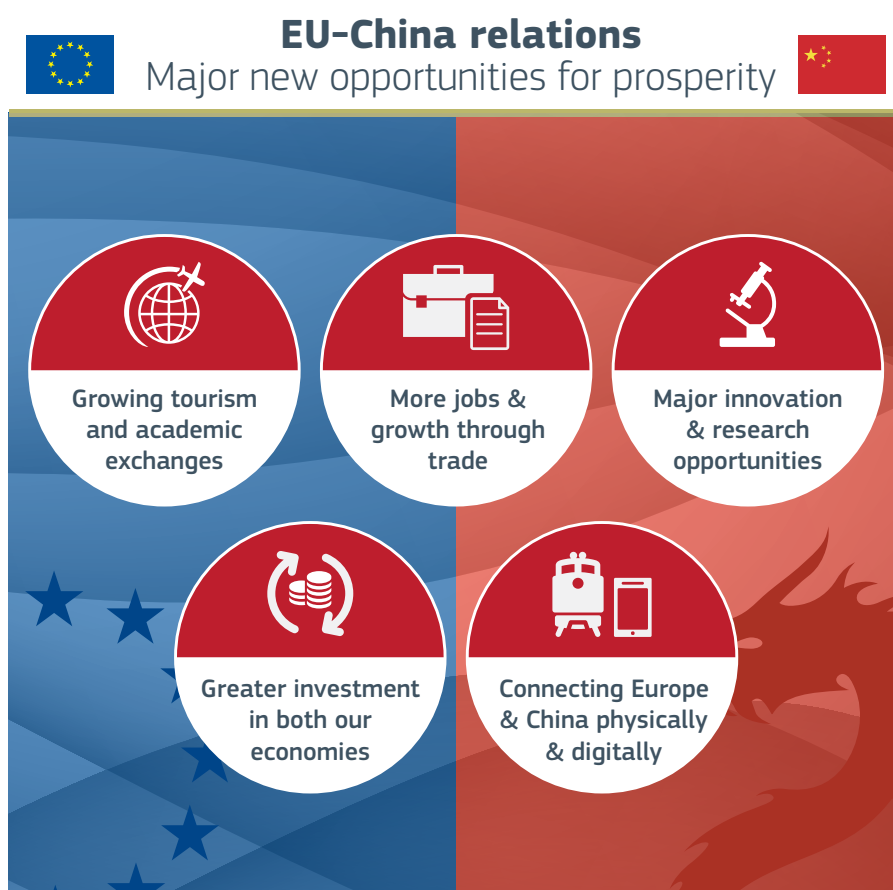 EU-China relations
Major new opportunities for prosperity
Growing tourism
and academic
exchanges
More jobs &
growth through
trade
Major innovation
& research
opportunities
Greater investment
in both our
economies
Connecting Europe
& China physically
& digitally